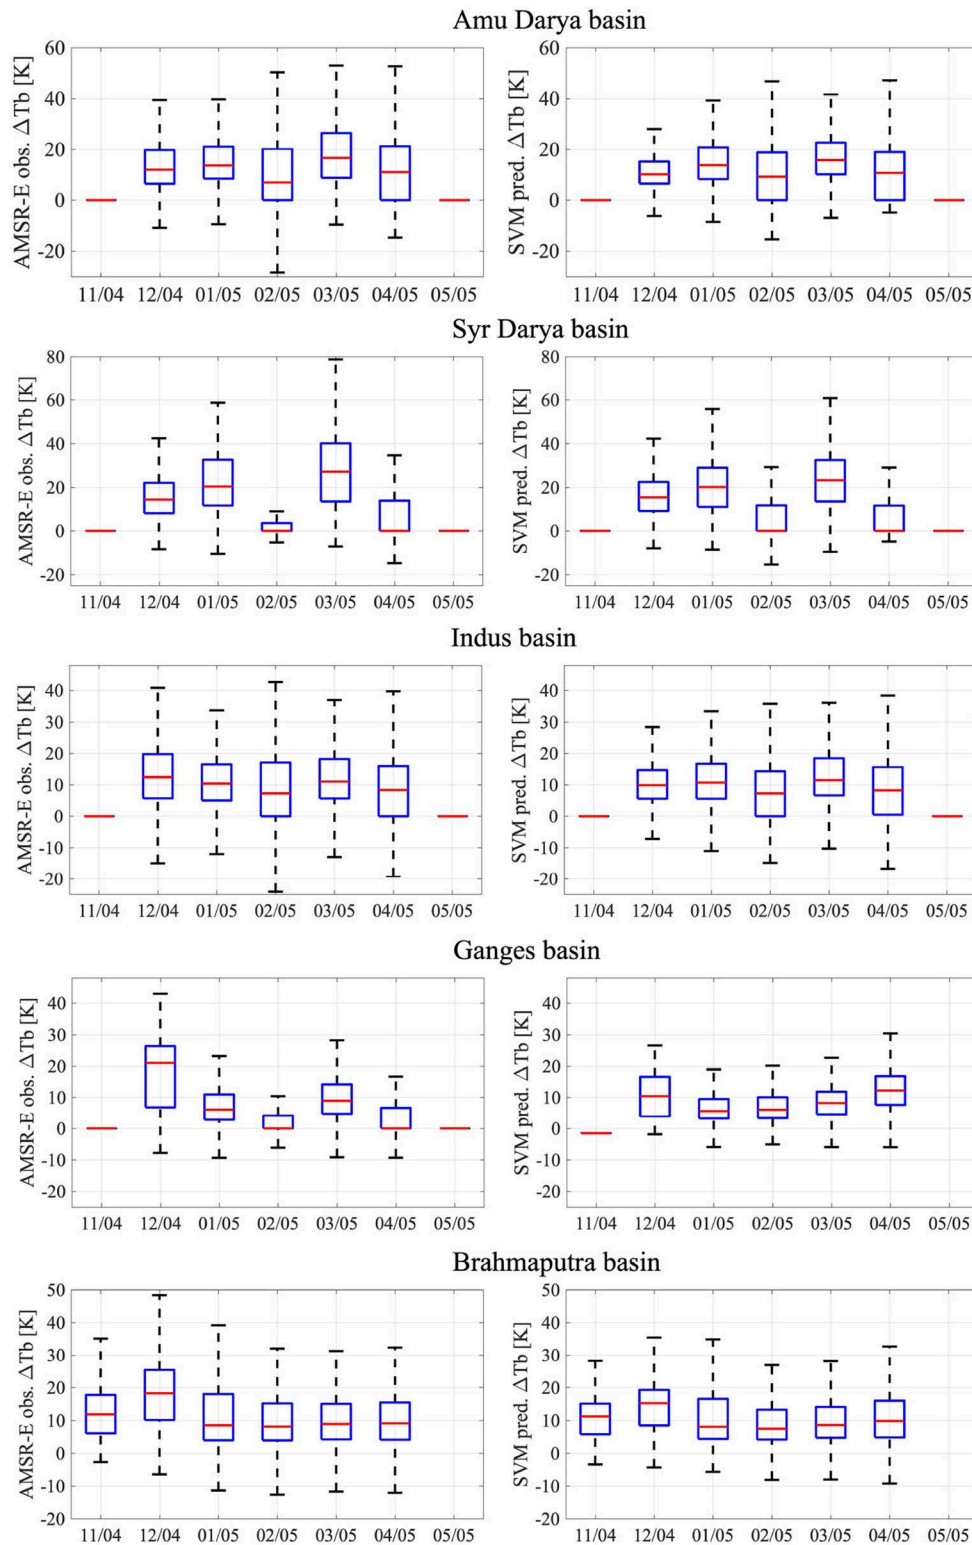 Amu Darya basin
AMSR-E obs. ΔTb [K]
60
40
20
0
-20
11/04 12/04 01/05 02/05 03/05 04/05 05/05
SVM pred. ΔTb [K]
60
40
20
0
-20
11/04 12/04 01/05 02/05 03/05 04/05 05/05
Syr Darya basin
AMSR-E obs. ΔTb [K]
80
60
40
20
0
-20
11/04 12/04 01/05 02/05 03/05 04/05 05/05
SVM pred. ΔTb [K]
80
60
40
20
0
-20
11/04 12/04 01/05 02/05 03/05 04/05 05/05
Indus basin
AMSR-E obs. ΔTb [K]
40
30
20
10
0
-10
-20
11/04 12/04 01/05 02/05 03/05 04/05 05/05
SVM pred. ΔTb [K]
40
30
20
10
0
-10
-20
11/04 12/04 01/05 02/05 03/05 04/05 05/05
Ganges basin
AMSR-E obs. ΔTb [K]
40
30
20
10
0
-10
-20
11/04 12/04 01/05 02/05 03/05 04/05 05/05
SVM pred. ΔTb [K]
40
30
20
10
0
-10
-20
11/04 12/04 01/05 02/05 03/05 04/05 05/05
Brahmaputra basin
AMSR-E obs. ΔTb [K]
50
40
30
20
10
0
-10
-20
11/04 12/04 01/05 02/05 03/05 04/05 05/05
SVM pred. ΔTb [K]
50
40
30
20
10
0
-10
-20
11/04 12/04 01/05 02/05 03/05 04/05 05/05